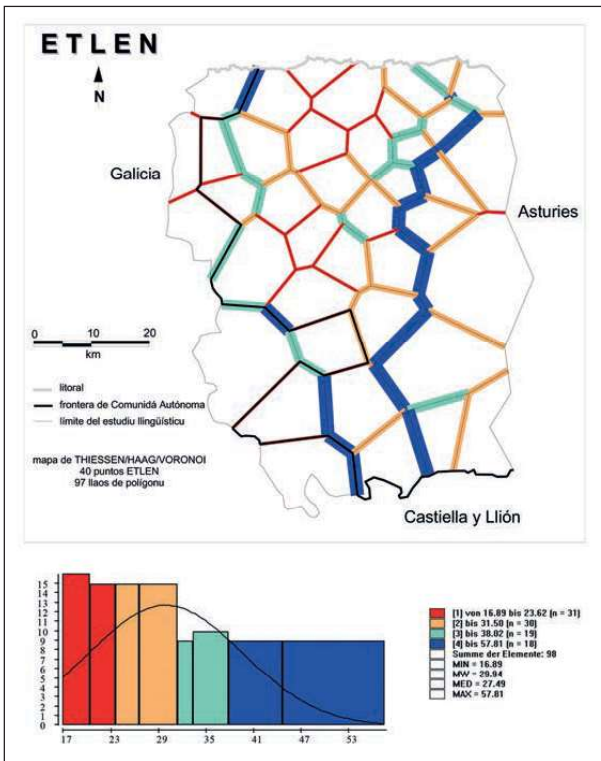 ETLEN
N
Galicia
Asturies
0 10 20
km
litoral
frontera de Comunidá Autónoma
límite del estudiu llingüísticu
mapa de THIESSEN/HAAG/VORONOI
40 puntos ETLEN
97 llaos de polígonu
Castiella y Llión
15
14
13
12
11
10
9
8
7
6
5
4
3
2
1
0
17 23 29 35 41 47 53
[1] von 16.89 bis 23.62 (n = 31)
[2] bis 31.50 (n = 30)
[3] bis 38.02 (n = 19)
[4] bis 57.81 (n = 18)
Summe der Elemente: 98
MIN = 16.89
MW = 29.94
MED = 27.49
MAX = 57.81